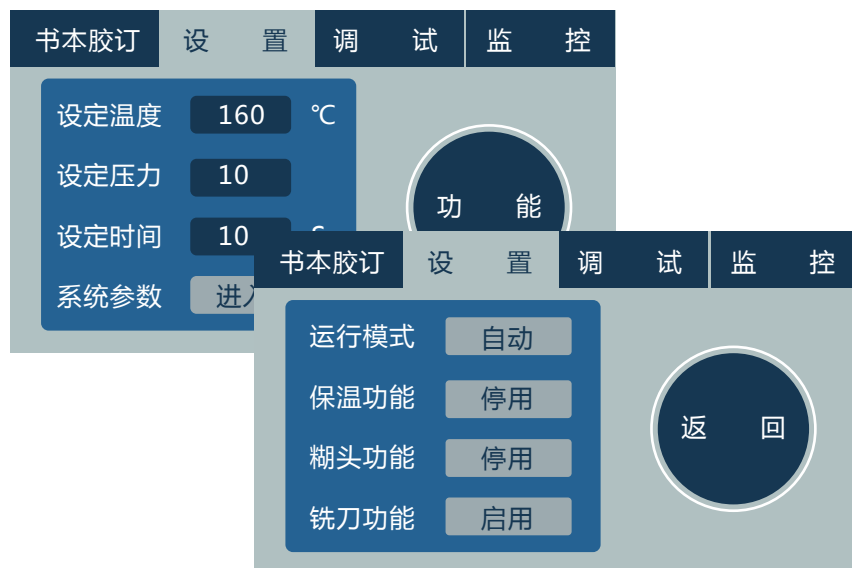 书本胶订 设 置 调 试 监 控
设定温度 160 ℃
设定压力 10
功 能
设定时间 10
系统参数 进
书本胶订 设 置 调 试 监 控
运行模式 自动
保温功能 停用
返 回
糊头功能 停用
铣刀功能 启用